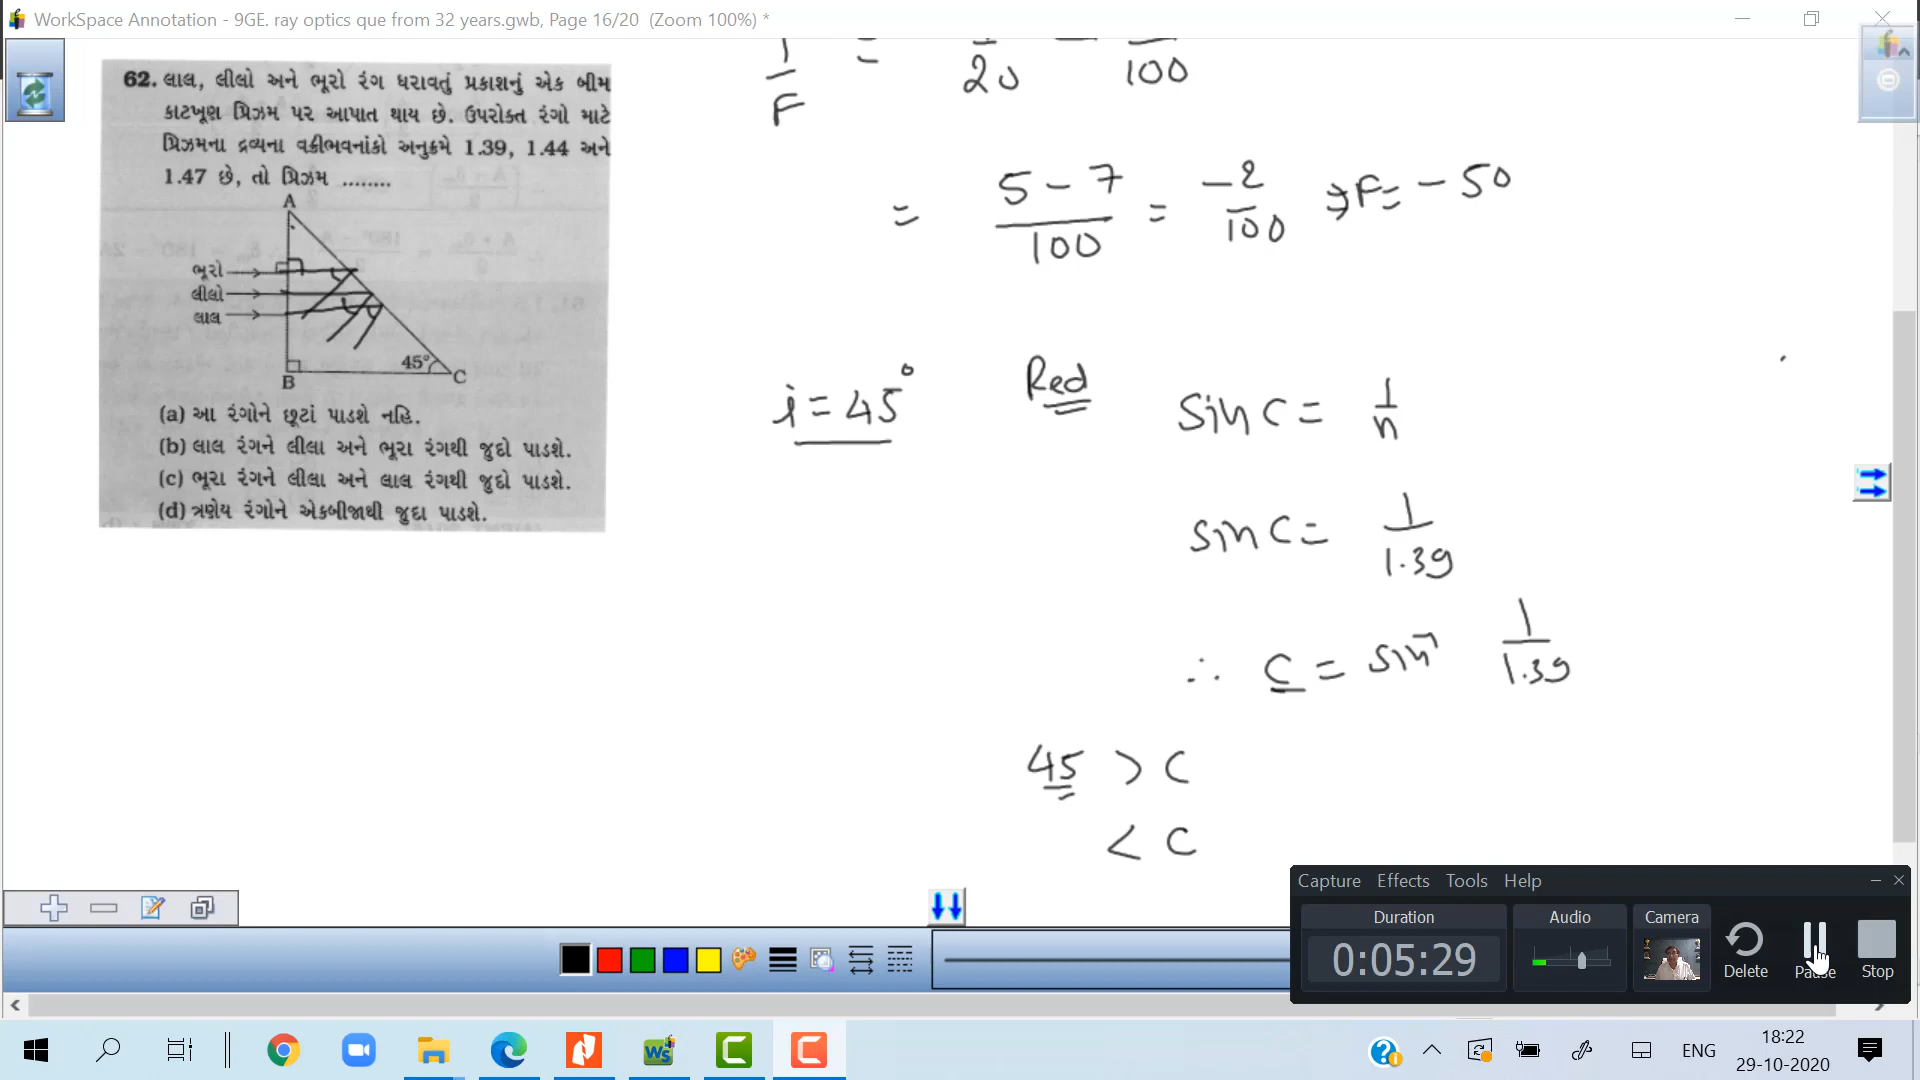 WorkSpace Annotation - 9GE. ray optics que from 32 years.gwb, Page 16/20 (Zoom 100%) *
62. લાલ, લીલો અને ભૂરો રંગ ધરાવતું પ્રકાશનું એક બીમ
કાટખૂણ પ્રિઝમ પર આપાત થાય છે. ઉપરોક્ત રંગો માટે
પ્રિઝમના દ્રવ્યના વક્રીભવનાંકો અનુક્રમે 1.39, 1.44 અને
1.47 છે, તો પ્રિઝમ ........
A
ભૂરો
લીલો
લાલ
45°
B
C
(a) આ રંગોને છૂટાં પાડશે નહિ.
(b) લાલ રંગને લીલા અને ભૂરા રંગથી જુદો પાડશે.
(c) ભૂરા રંગને લીલા અને લાલ રંગથી જુદો પાડશે.
(d) ત્રણેય રંગોને એકબીજાથી જુદા પાડશે.
1/F = 1/20 - 7/100
= 5-7/100 = -2/100 ⇒ F = -50
i = 45°
Red
sin C = 1/n
sin C = 1/1.39
∴ C = sin⁻¹ 1/1.39
45 > C
< C
Capture Effects Tools Help
Duration
0:05:29
Audio
Camera
Delete
Pause
Stop
ENG
18:22
29-10-2020